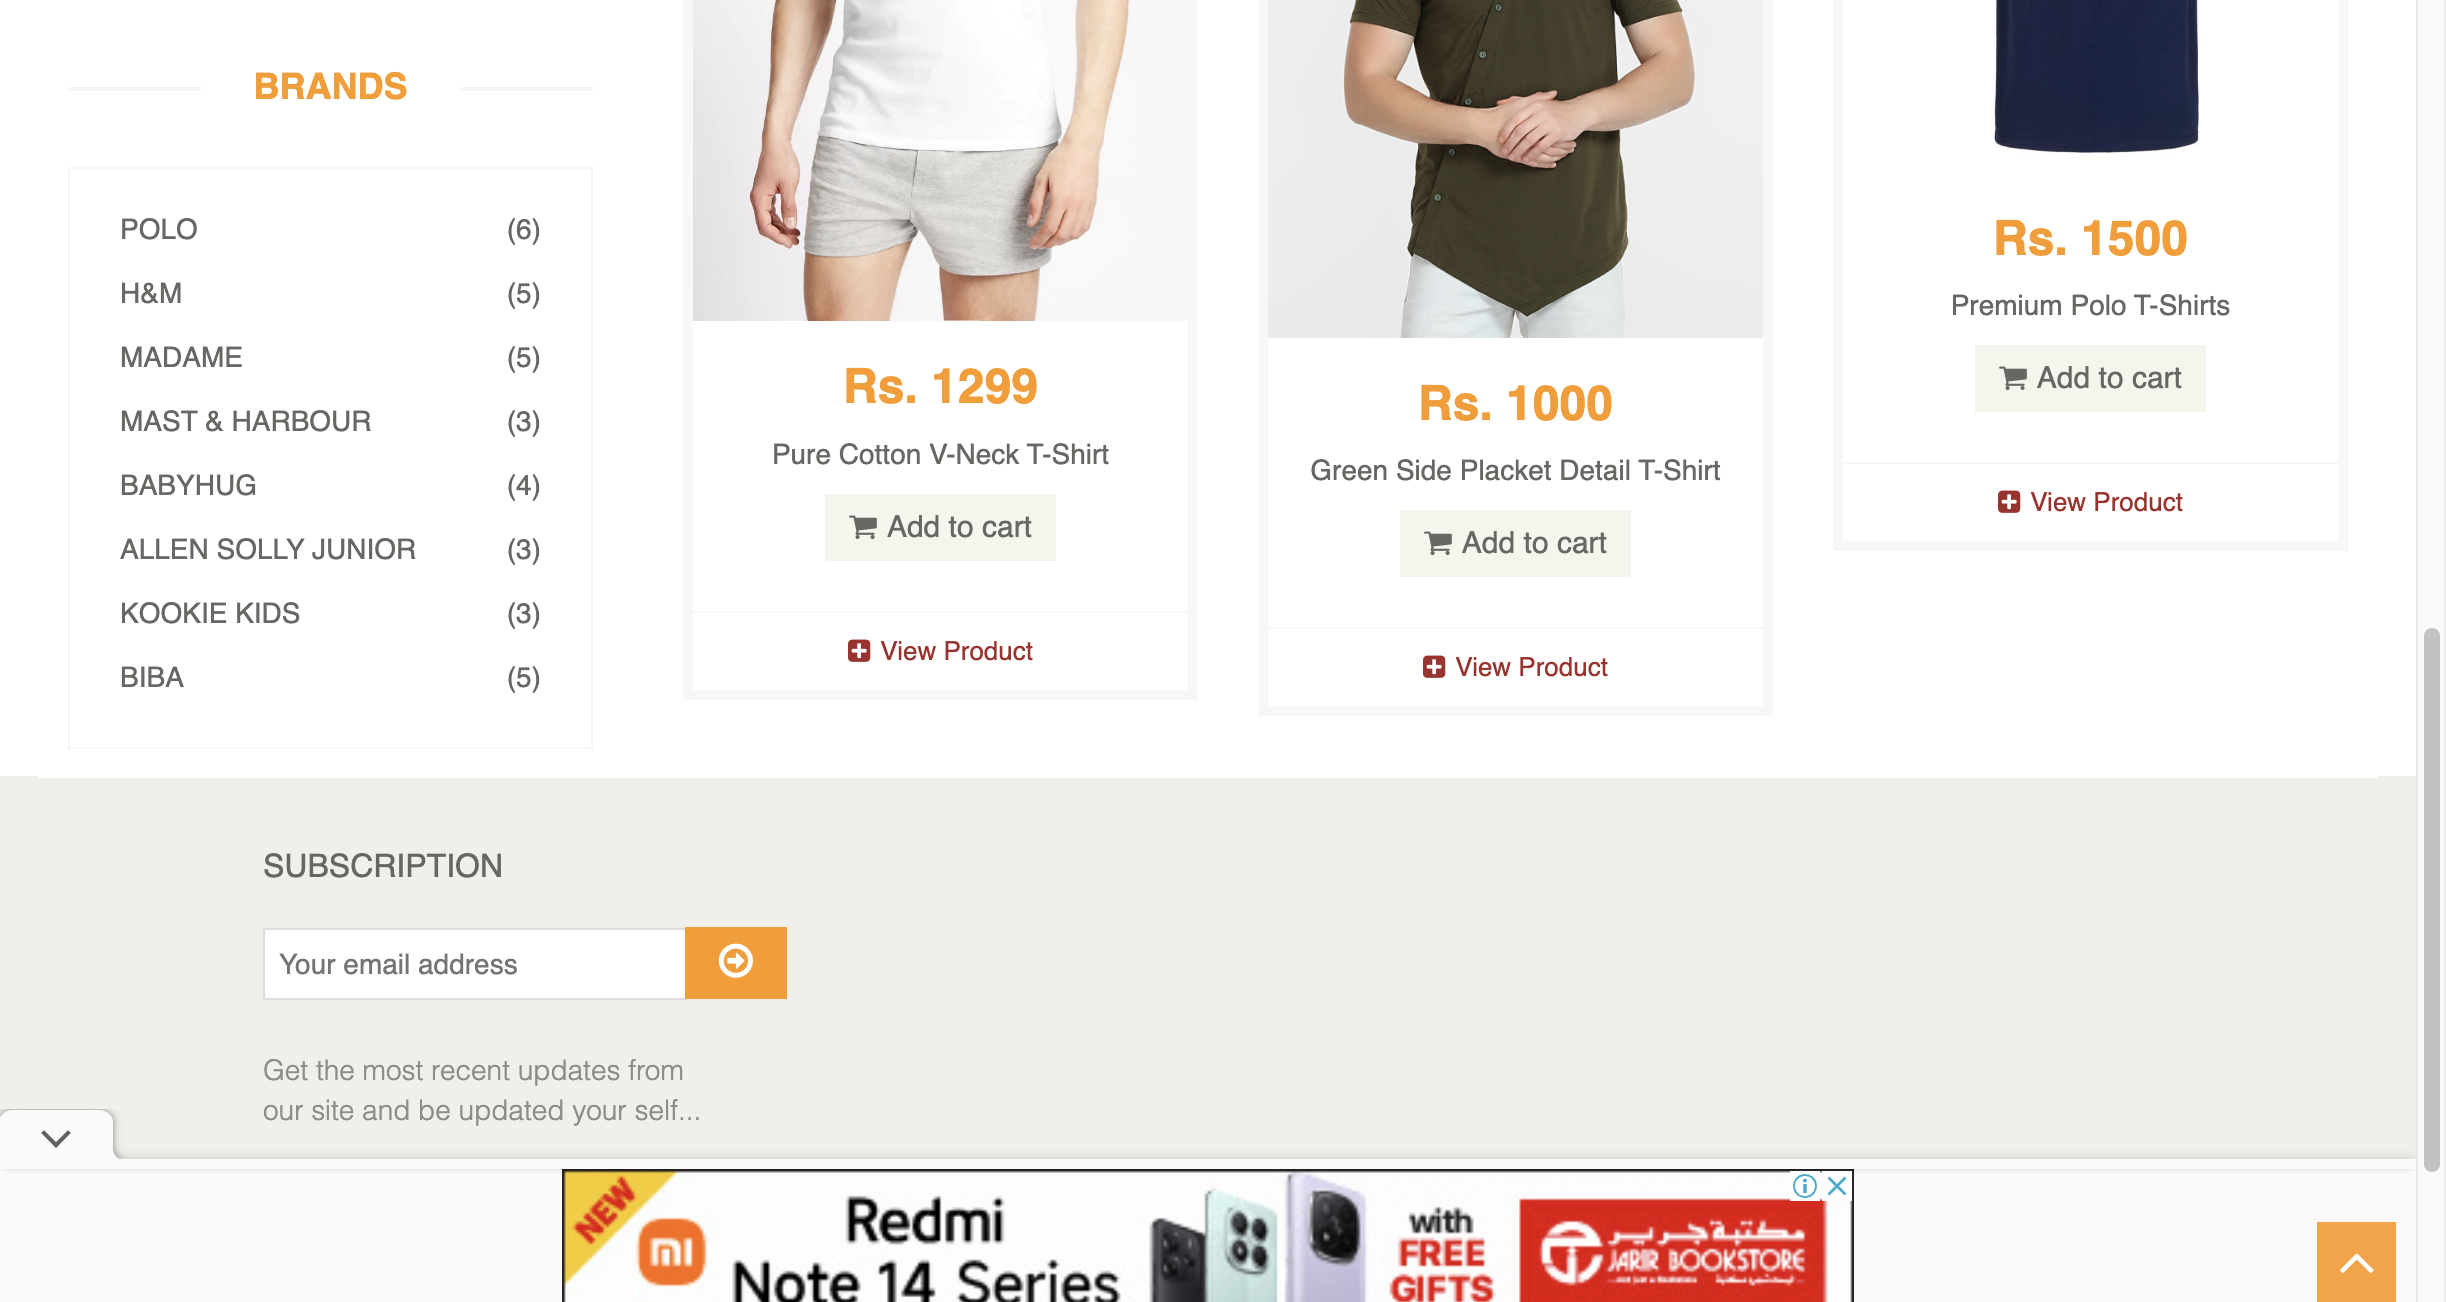 BRANDS
POLO (6)
H&M (5)
MADAME (5)
MAST & HARBOUR (3)
BABYHUG (4)
ALLEN SOLLY JUNIOR (3)
KOOKIE KIDS (3)
BIBA (5)
Rs. 1299
Pure Cotton V-Neck T-Shirt
Add to cart
View Product
Rs. 1000
Green Side Placket Detail T-Shirt
Add to cart
View Product
Rs. 1500
Premium Polo T-Shirts
Add to cart
View Product
SUBSCRIPTION
Your email address
Get the most recent updates from
our site and be updated your self...
NEW
mi
Redmi
Note 14 Series
with
FREE
GIFTS
مكتبة جرير
JARIR BOOKSTORE